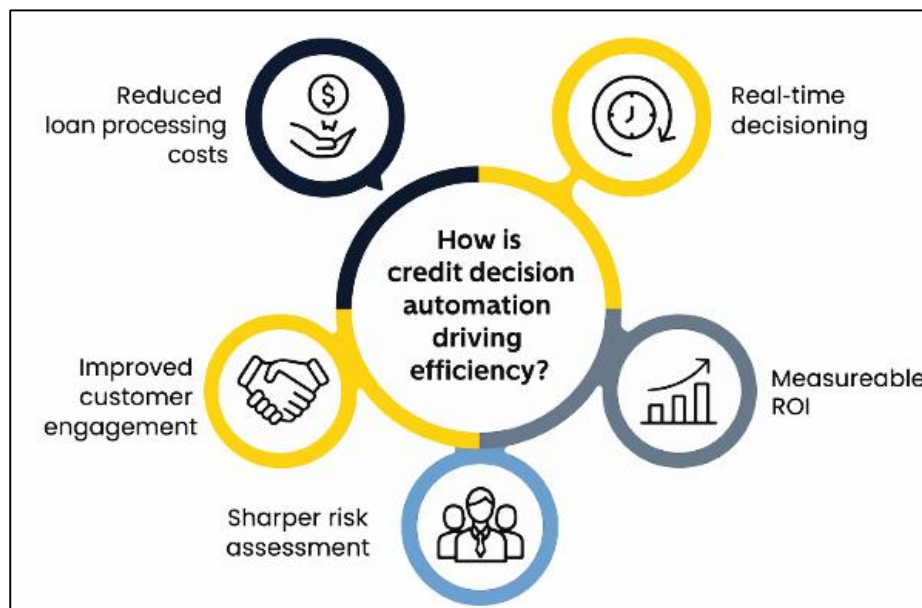 Reduced
loan processing
costs
$
Real-time
decisioning
How is
credit decision
automation
driving
efficiency?
Improved
customer
engagement
Measureable
ROI
Sharper risk
assessment